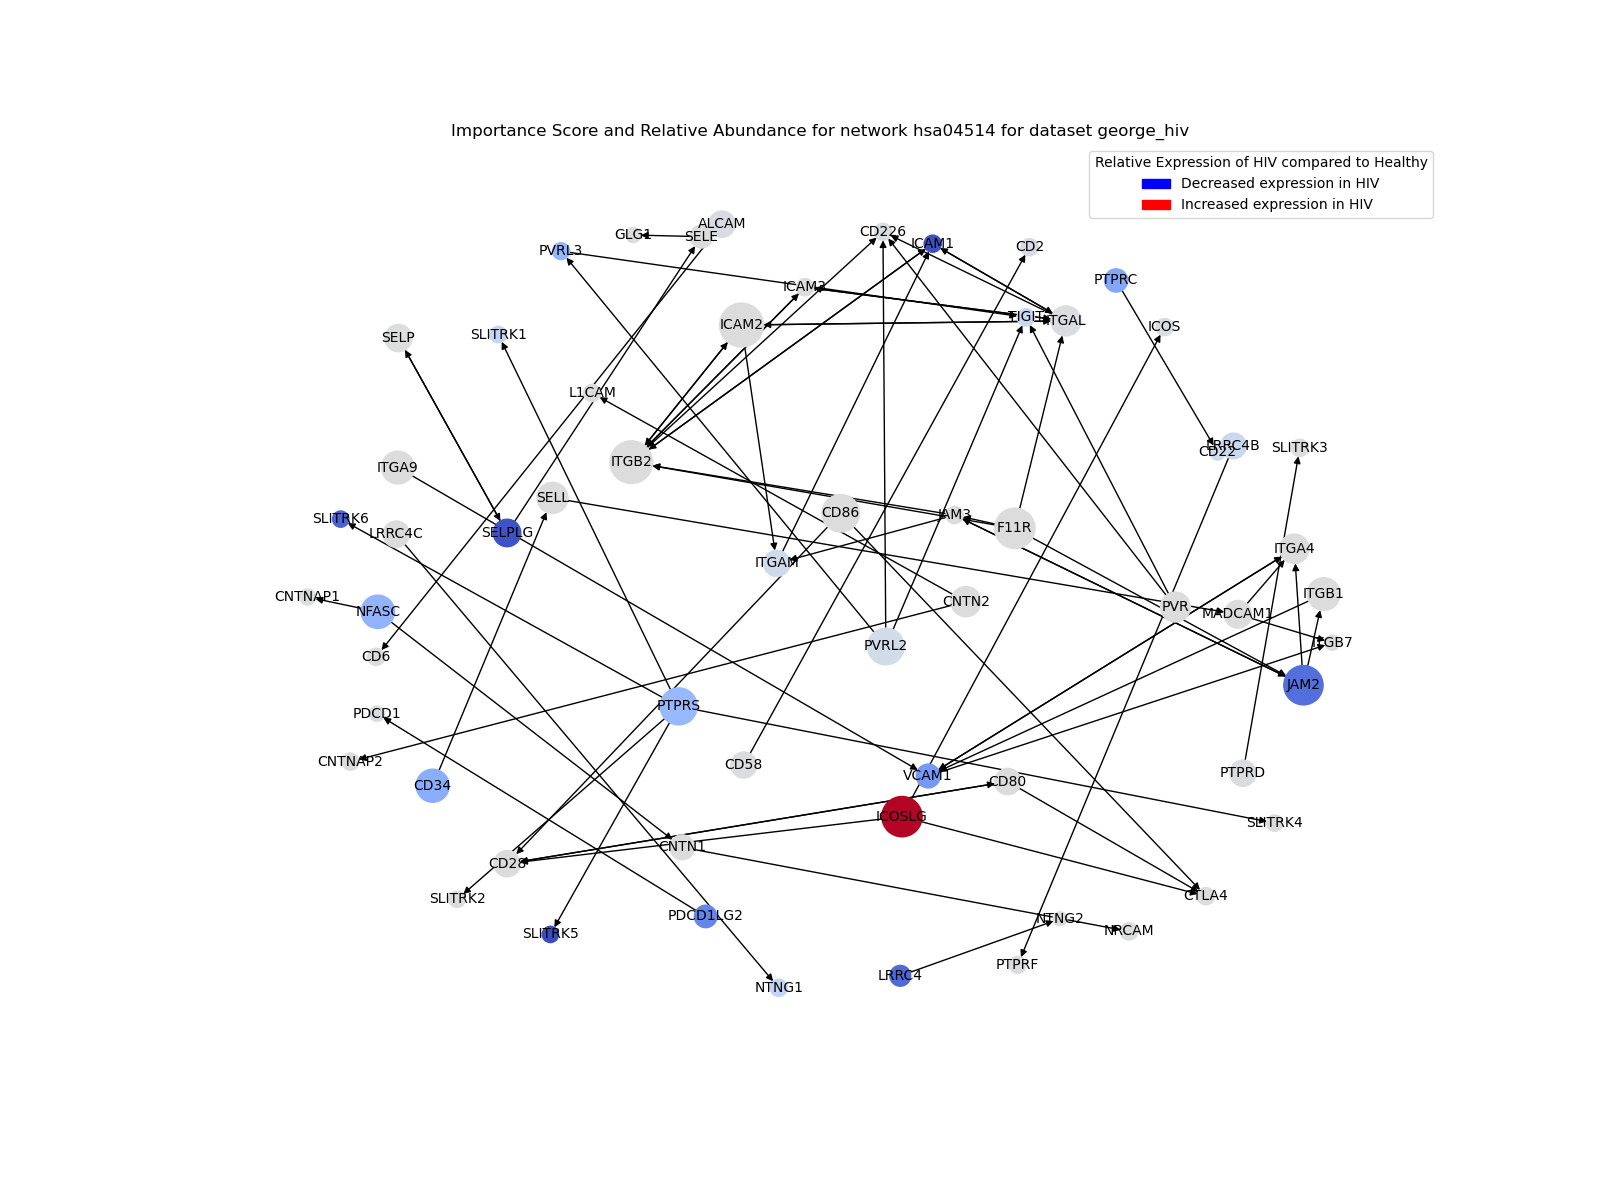 Importance Score and Relative Abundance for network hsa04514 for dataset george_hiv
Relative Expression of HIV compared to Healthy
Decreased expression in HIV
Increased expression in HIV
ALCAM
GLG1
SELE
CD226
ICAM1
CD2
PVRL3
PTPRC
ICAM3
ICAM2
TIGIT
ITGAL
ICOS
SELP
SLITRK1
L1CAM
LRRC4B
CD22
SLITRK3
ITGB2
ITGA9
SELL
CD86
JAM3
F11R
SLITRK6
LRRC4C
SELPLG
ITGA4
ITGAM
CNTNAP1
NFASC
CNTN2
ITGB1
PVR
MADCAM1
ITGB7
PVRL2
CD6
JAM2
PTPRS
PDCD1
CNTNAP2
CD58
VCAM1
CD80
PTPRD
CD34
ICOSLG
SLITRK4
CNTN1
CD28
SLITRK2
CTLA4
PDCD1LG2
NTNG2
NRCAM
SLITRK5
PTPRF
LRRC4
NTNG1